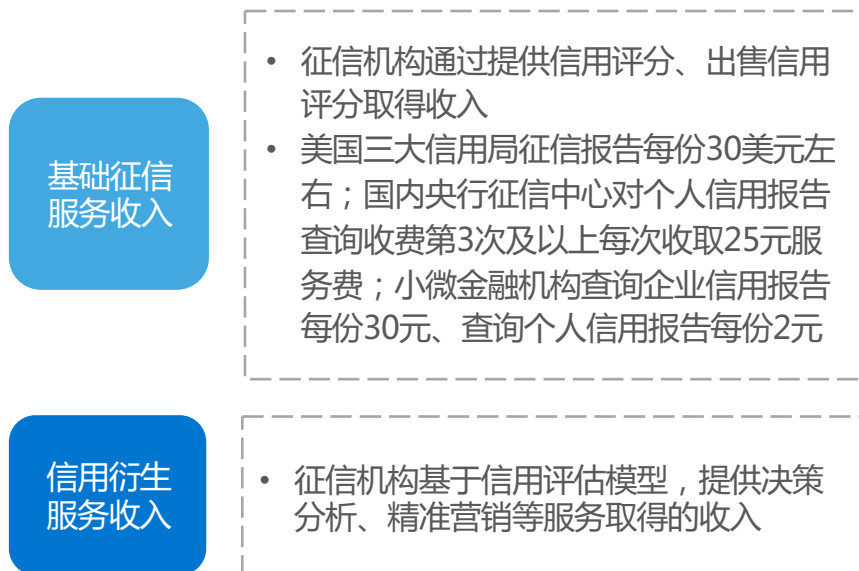 基础征信
服务收入
• 征信机构通过提供信用评分、出售信用
评分取得收入
• 美国三大信用局征信报告每份30美元左
右；国内央行征信中心对个人信用报告
查询收费第3次及以上每次收取25元服
务费；小微金融机构查询企业信用报告
每份30元、查询个人信用报告每份2元
信用衍生
服务收入
• 征信机构基于信用评估模型，提供决策
分析、精准营销等服务取得的收入